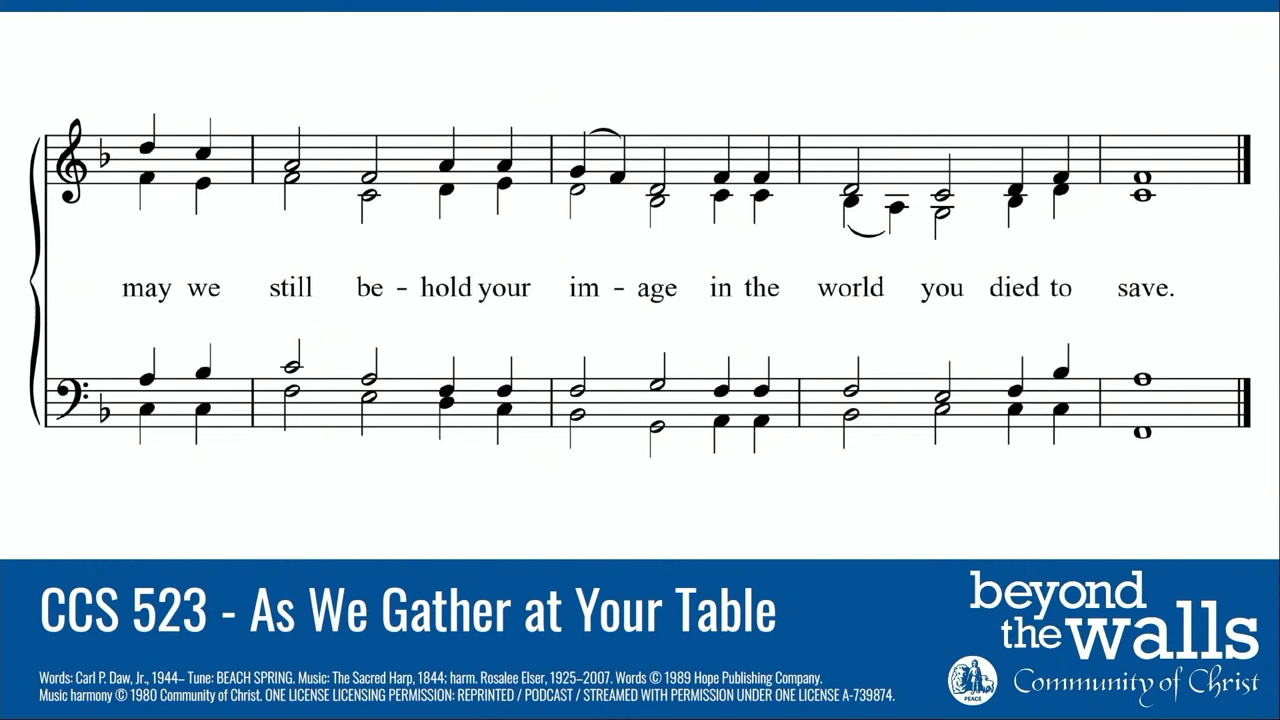 may we still be - hold your im - age in the world you died to save.
CCS 523 - As We Gather at Your Table
Words: Carl P. Daw, Jr., 1944– Tune: BEACH SPRING. Music: The Sacred Harp, 1844; harm. Rosalee Elser, 1925–2007. Words © 1989 Hope Publishing Company.
Music harmony © 1980 Community of Christ. ONE LICENSE LICENSING PERMISSION: REPRINTED / PODCAST / STREAMED WITH PERMISSION UNDER ONE LICENSE A-739874.
beyond
the walls
PEACE
Community of Christ